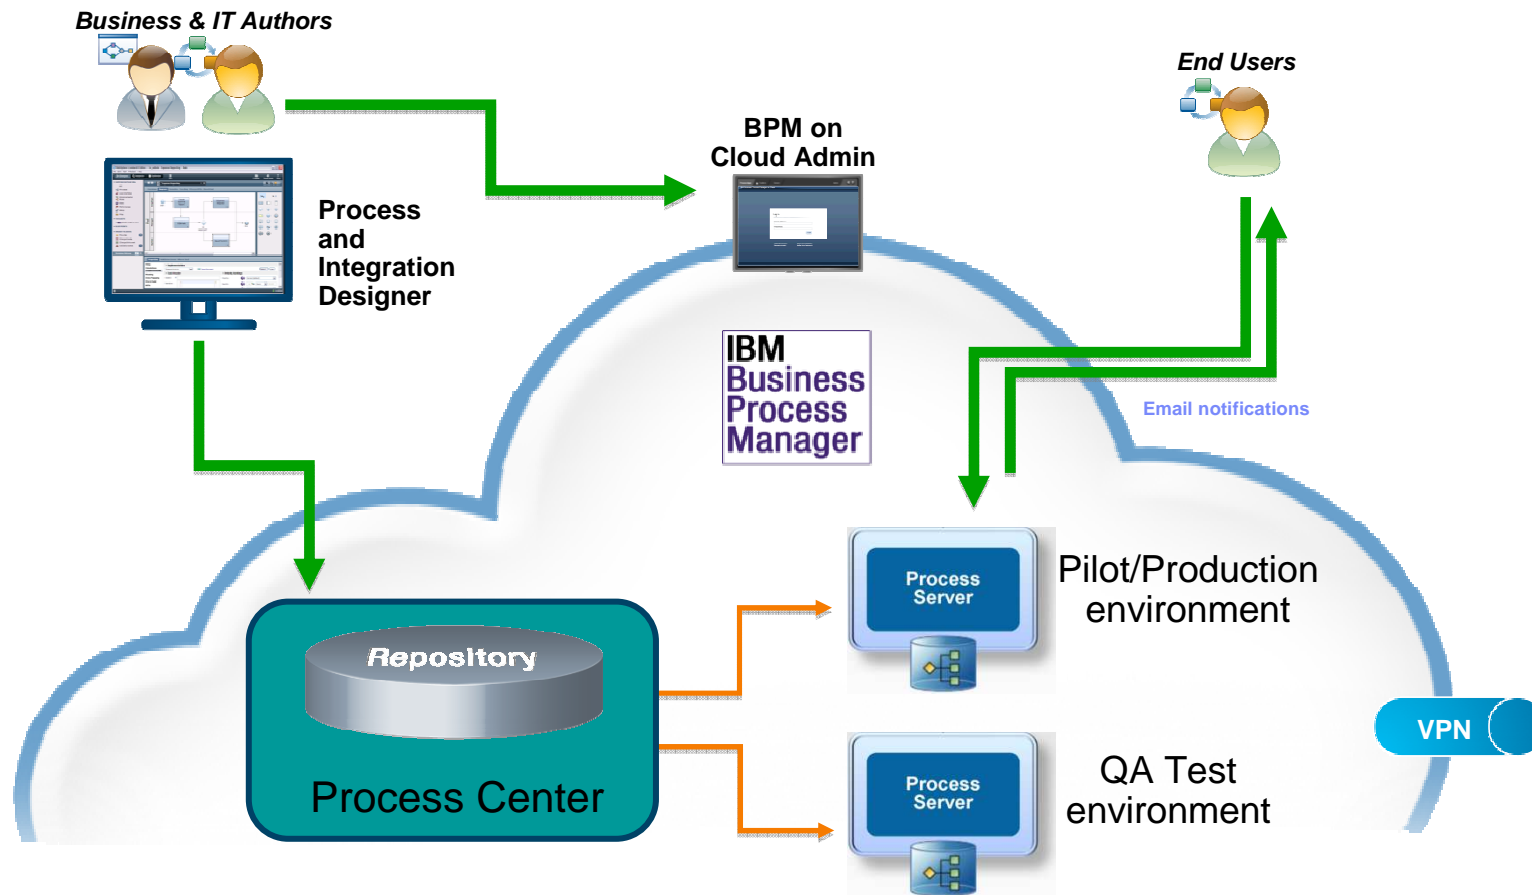 Business & IT Authors
End Users
BPM on
Cloud Admin
Process
and
Integration
Designer
IBM
Business
Process
Manager
Email notifications
Process
Server
Pilot/Production
environment
Repository
Process Center
VPN
Process
Server
QA Test
environment